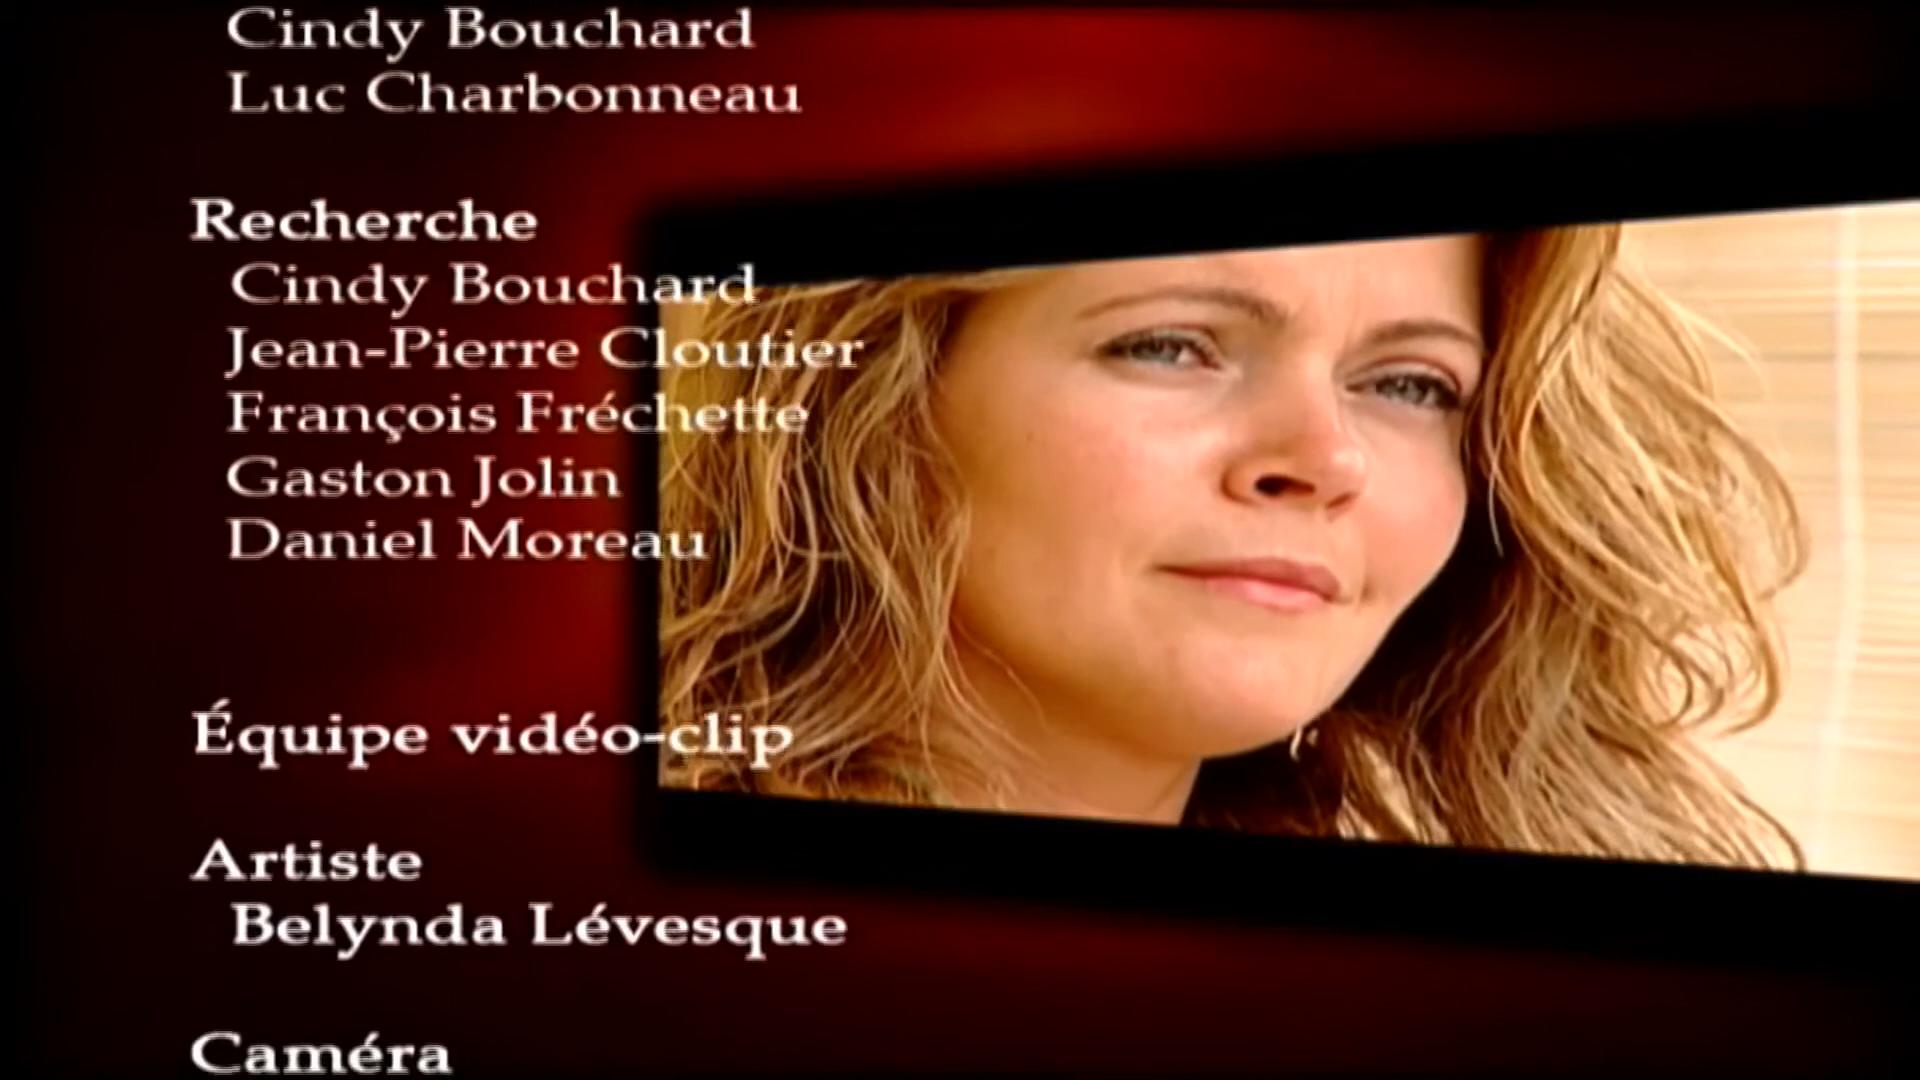 Cindy Bouchard
Luc Charbonneau
Recherche
Cindy Bouchard
Jean-Pierre Cloutier
François Fréchette
Gaston Jolin
Daniel Moreau
Équipe vidéo-clip
Artiste
Belynda Lévesque
Caméra